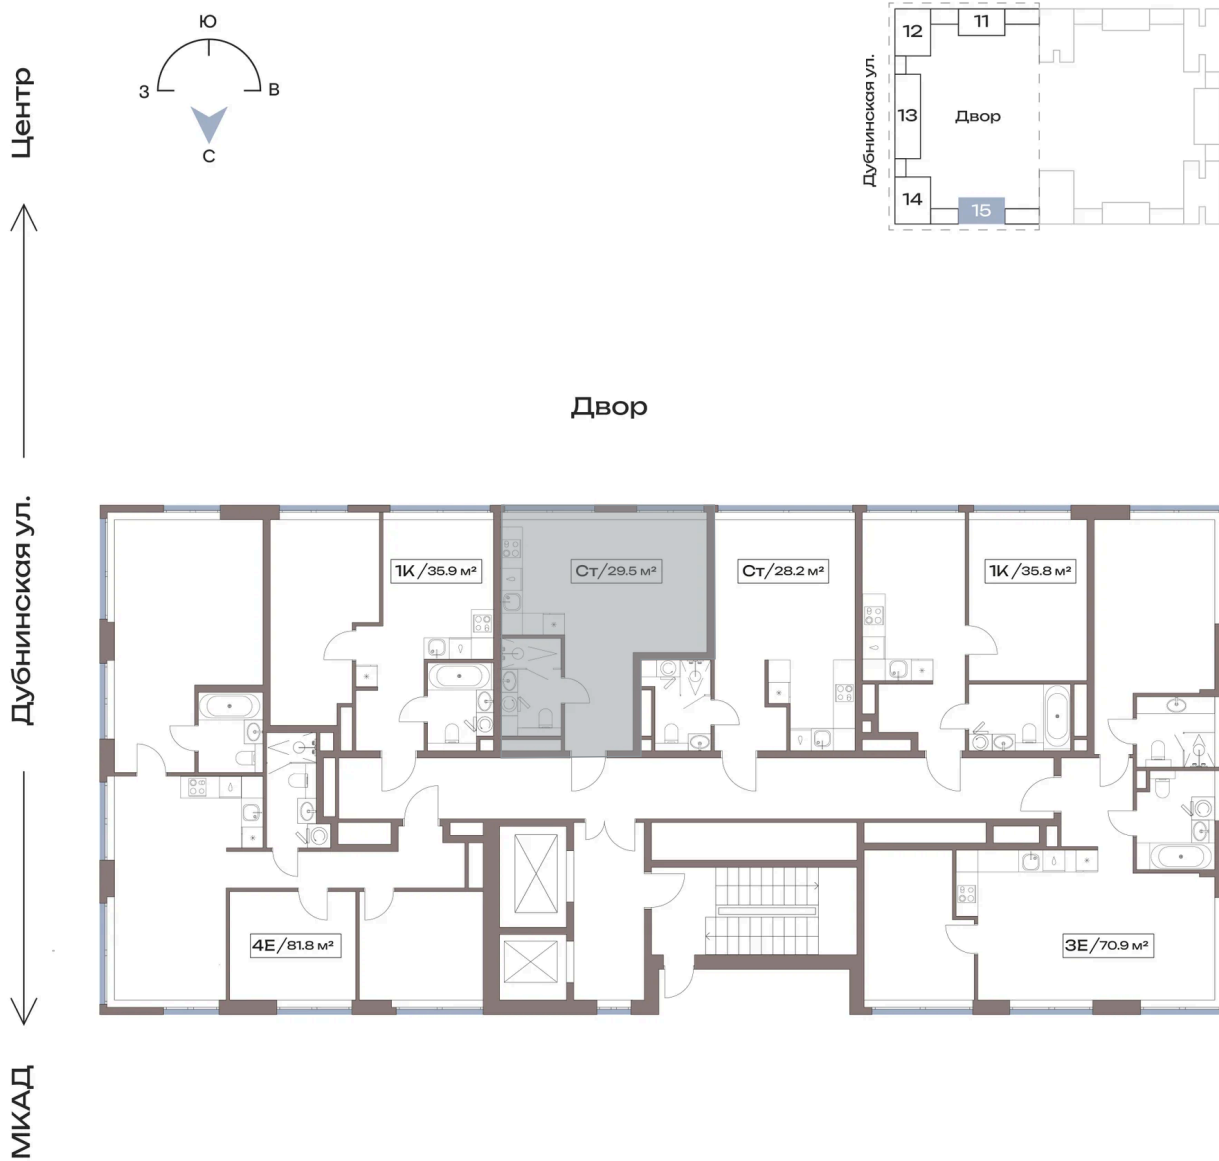 Ю
З
В
С
Центр
Дубнинская ул.
МКАД
11
12
13
14
15
Двор
Дубнинская ул.
Двор
1К / 35.9 м²
Ст / 29.5 м²
Ст / 28.2 м²
1К / 35.8 м²
4Е / 81.8 м²
3Е / 70.9 м²